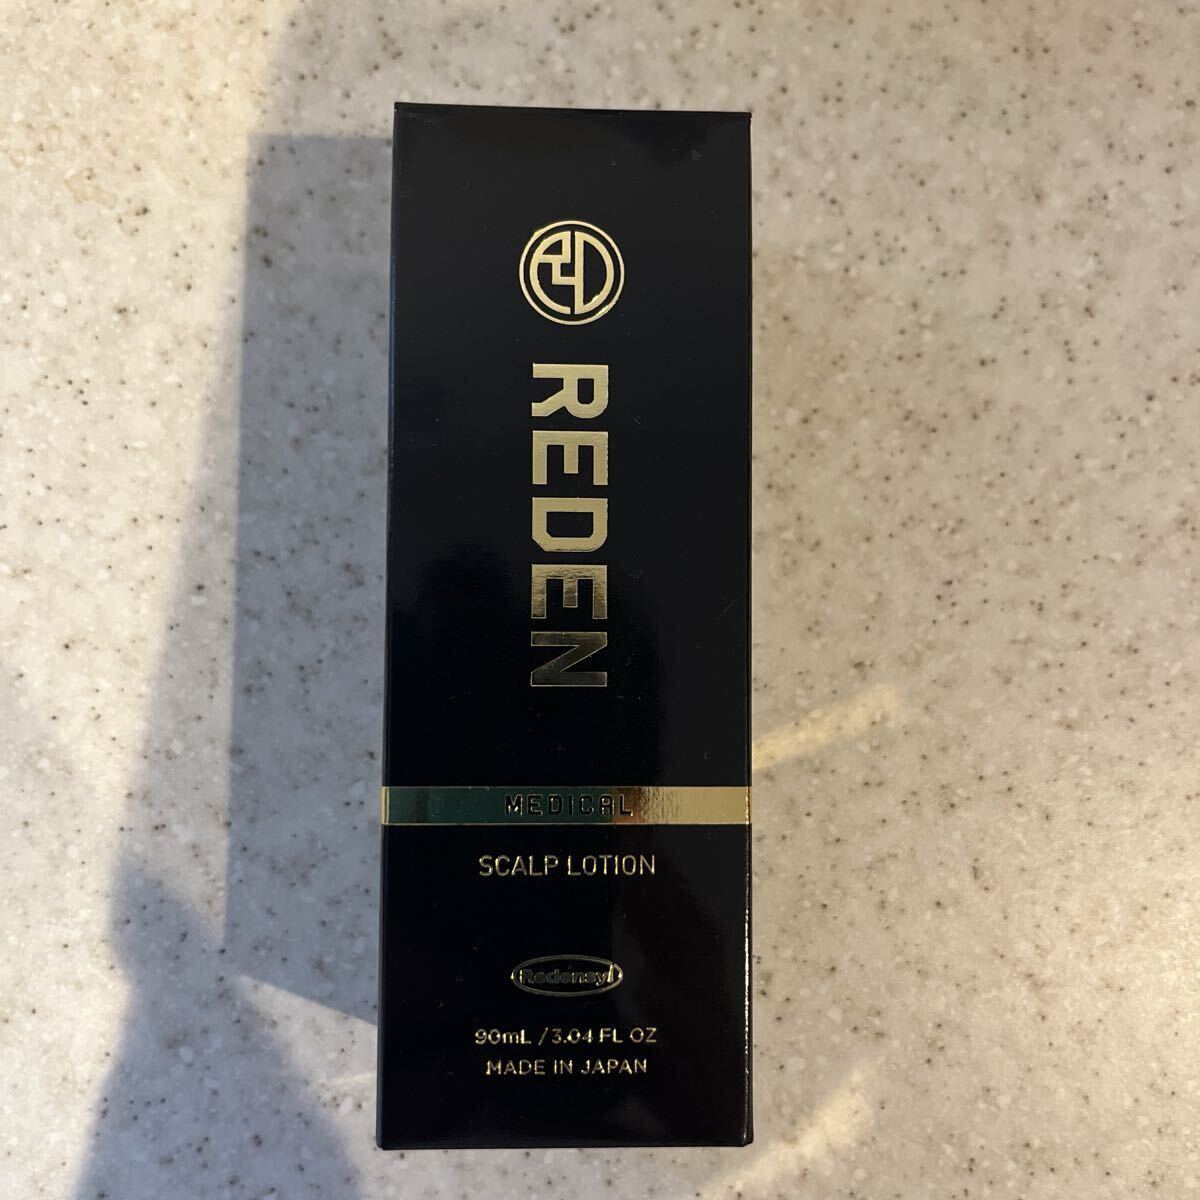 RD
REDEN
MEDICAL
SCALP LOTION
Redensyl
90mL / 3.04 FL OZ
MADE IN JAPAN